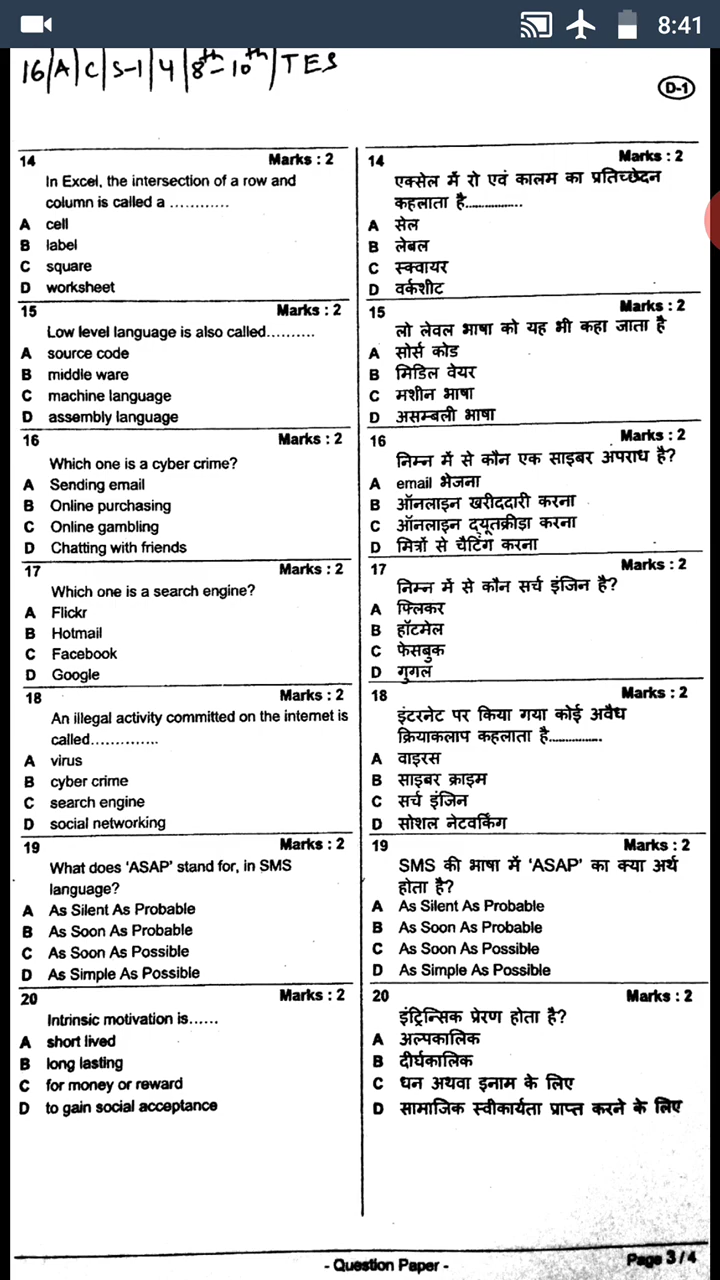 8:41
16/A/C/S-1/4/8th-10th/TES
D-1
14 Marks : 2
In Excel, the intersection of a row and
column is called a ............
A cell
B label
C square
D worksheet
15 Marks : 2
Low level language is also called..........
A source code
B middle ware
C machine language
D assembly language
16 Marks : 2
Which one is a cyber crime?
A Sending email
B Online purchasing
C Online gambling
D Chatting with friends
17 Marks : 2
Which one is a search engine?
A Flickr
B Hotmail
C Facebook
D Google
18 Marks : 2
An illegal activity committed on the internet is
called..............
A virus
B cyber crime
C search engine
D social networking
19 Marks : 2
What does 'ASAP' stand for, in SMS
language?
A As Silent As Probable
B As Soon As Probable
C As Soon As Possible
D As Simple As Possible
20 Marks : 2
Intrinsic motivation is......
A short lived
B long lasting
C for money or reward
D to gain social acceptance
14 Marks : 2
एक्सेल में रो एवं कालम का प्रतिच्छेदन
कहलाता है................
A सेल
B लेबल
C स्क्वायर
D वर्कशीट
15 Marks : 2
लो लेवल भाषा को यह भी कहा जाता है
A सोर्स कोड
B मिडिल वेयर
C मशीन भाषा
D असम्बली भाषा
16 Marks : 2
निम्न में से कौन एक साइबर अपराध है?
A email भेजना
B ऑनलाइन खरीददारी करना
C ऑनलाइन द्यूतक्रीड़ा करना
D मित्रों से चैटिंग करना
17 Marks : 2
निम्न में से कौन सर्च इंजिन है?
A फ्लिकर
B हॉटमेल
C फेसबुक
D गुगल
18 Marks : 2
इंटरनेट पर किया गया कोई अवैध
क्रियाकलाप कहलाता है...............
A वाइरस
B साइबर क्राइम
C सर्च इंजिन
D सोशल नेटवर्किंग
19 Marks : 2
SMS की भाषा में 'ASAP' का क्या अर्थ
होता है?
A As Silent As Probable
B As Soon As Probable
C As Soon As Possible
D As Simple As Possible
20 Marks : 2
इंट्रिन्सिक प्रेरण होता है?
A अल्पकालिक
B दीर्घकालिक
C धन अथवा इनाम के लिए
D सामाजिक स्वीकार्यता प्राप्त करने के लिए
- Question Paper -
Page 3 / 4